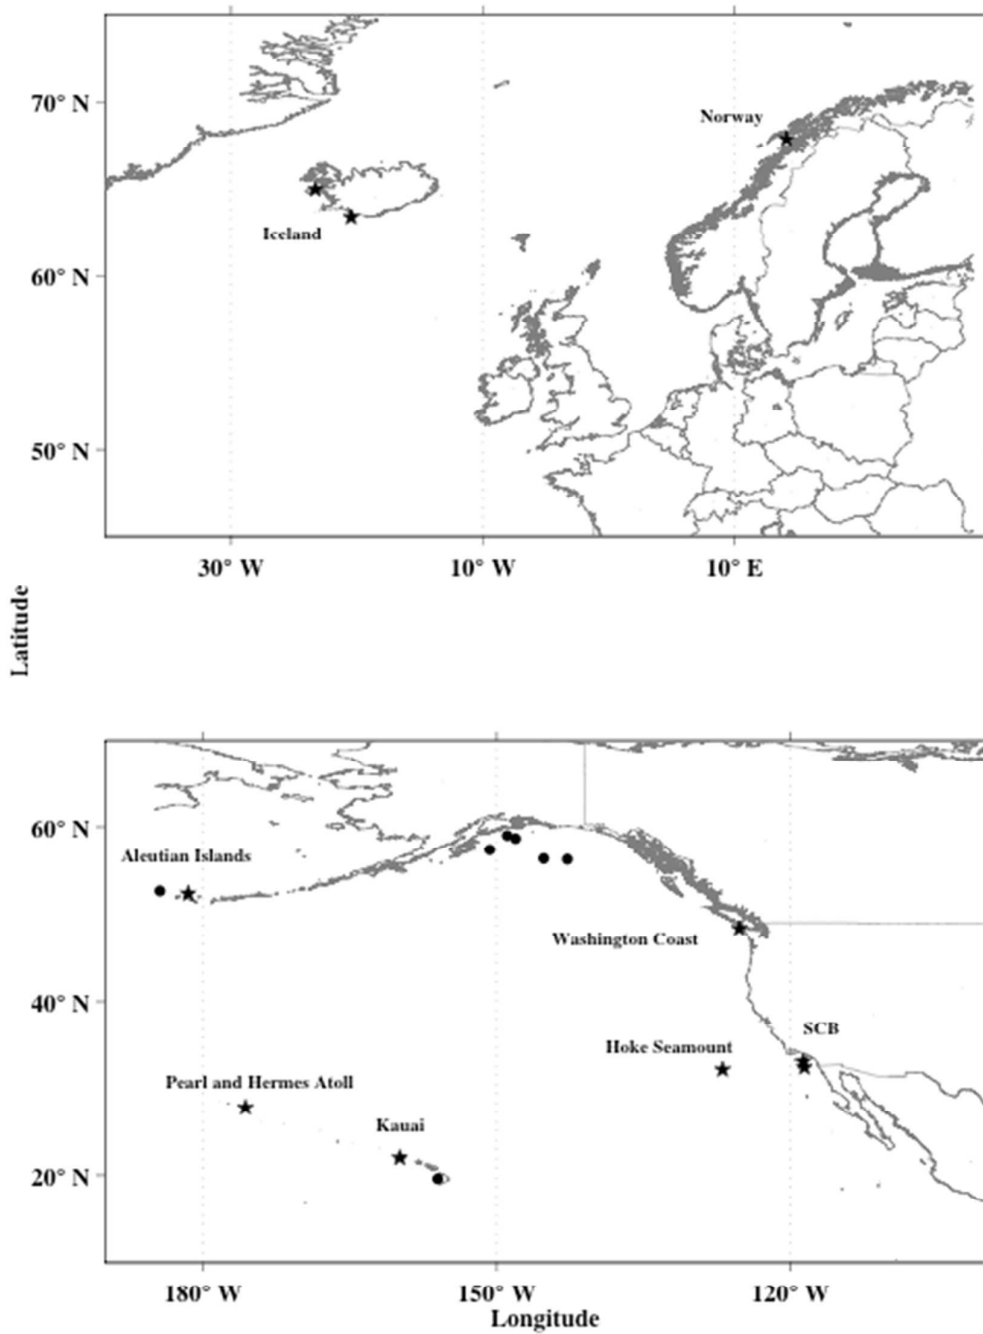 70° N
Norway
Iceland
60° N
50° N
30° W
10° W
10° E
Latitude
60° N
Aleutian Islands
Washington Coast
40° N
SCB
Hoke Seamount
Pearl and Hermes Atoll
Kauai
20° N
180° W
150° W
120° W
Longitude